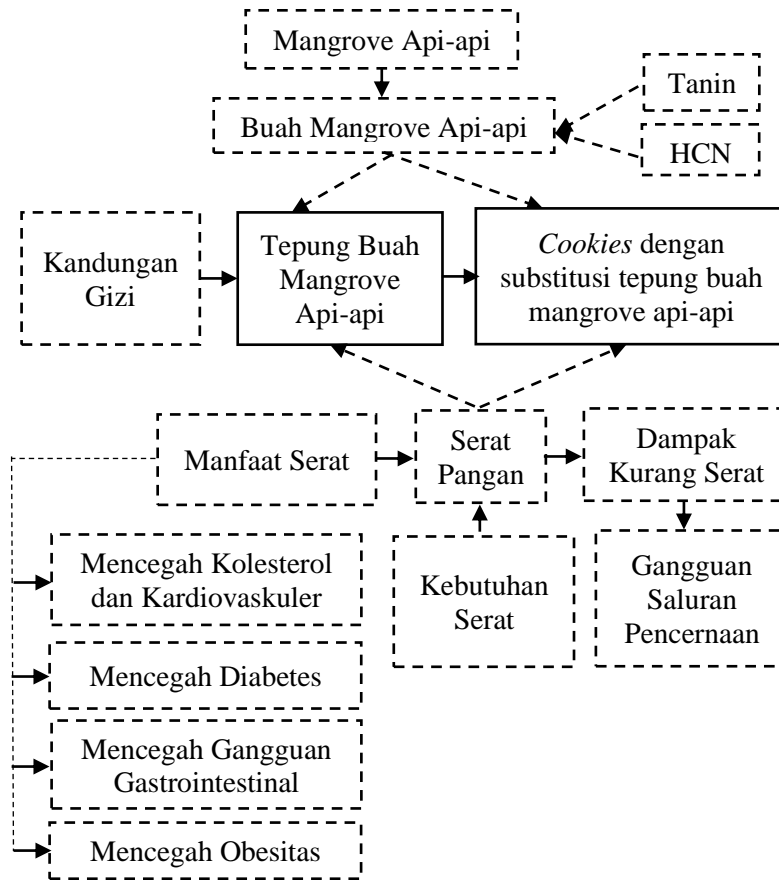 Mangrove Api-api
Tanin
Buah Mangrove Api-api
HCN
Kandungan
Gizi
Tepung Buah
Mangrove
Api-api
Cookies dengan
substitusi tepung buah
mangrove api-api
Manfaat Serat
Serat
Pangan
Dampak
Kurang Serat
Mencegah Kolesterol
dan Kardiovaskuler
Kebutuhan
Serat
Gangguan
Saluran
Pencernaan
Mencegah Diabetes
Mencegah Gangguan
Gastrointestinal
Mencegah Obesitas